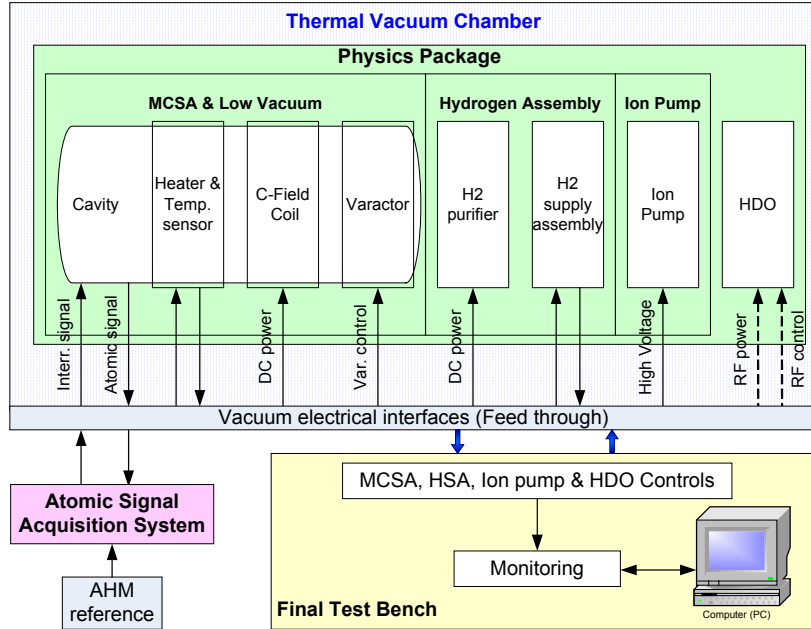 Thermal Vacuum Chamber
Physics Package
MCSA & Low Vacuum
Hydrogen Assembly
Ion Pump
Cavity
Heater &
Temp.
sensor
C-Field
Coil
Varactor
H2
purifier
H2
supply
assembly
Ion
Pump
HDO
Interr. signal
Atomic signal
DC power
Var. control
DC power
High Voltage
RF power
RF control
Vacuum electrical interfaces (Feed through)
MCSA, HSA, Ion pump & HDO Controls
Atomic Signal
Acquisition System
Monitoring
AHM
reference
Final Test Bench
Computer (PC)